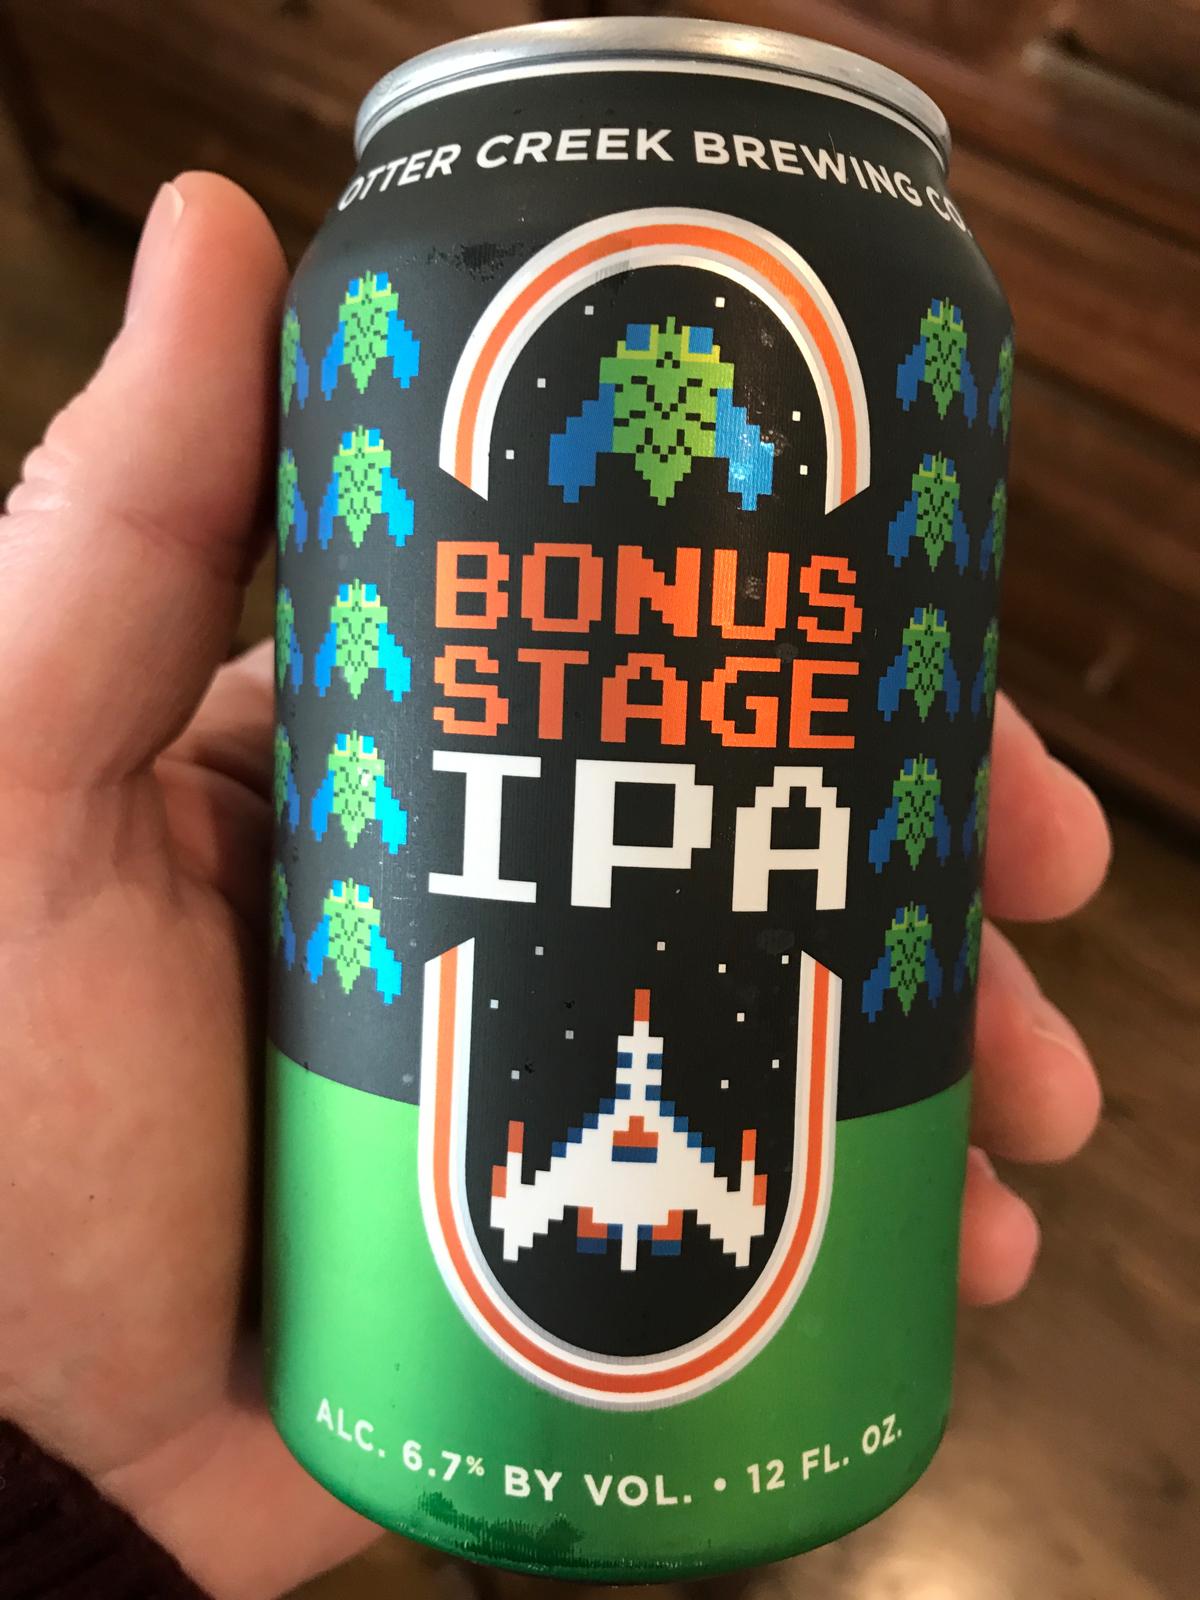 OTTER CREEK BREWING CO.
BONUS
STAGE
IPA
ALC. 6.7% BY VOL. • 12 FL. OZ.